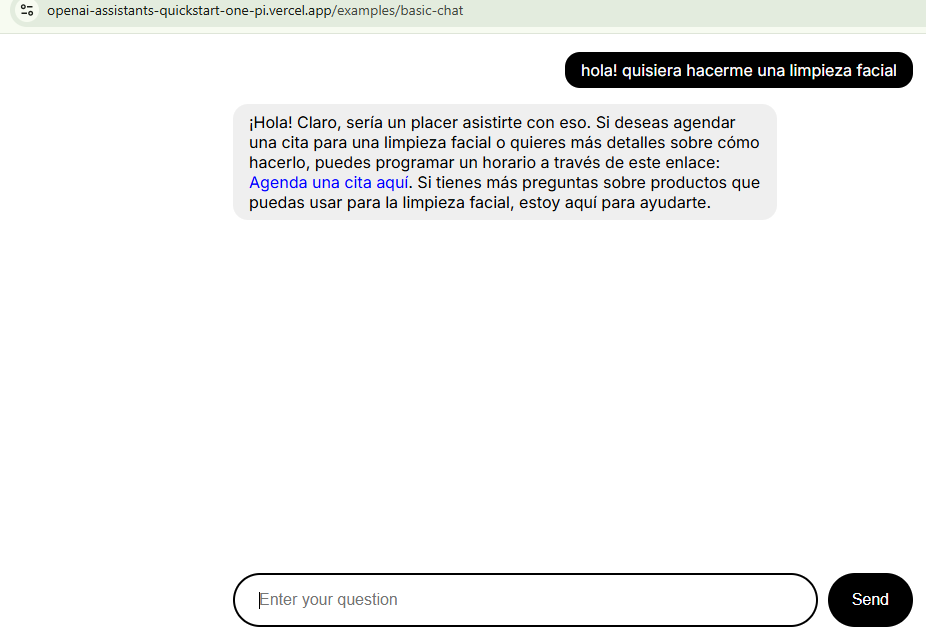 openai-assistants-quickstart-one-pi.vercel.app/examples/basic-chat
hola! quisiera hacerme una limpieza facial
¡Hola! Claro, sería un placer asistirte con eso. Si deseas agendar
una cita para una limpieza facial o quieres más detalles sobre cómo
hacerlo, puedes programar un horario a través de este enlace:
Agenda una cita aquí. Si tienes más preguntas sobre productos que
puedas usar para la limpieza facial, estoy aquí para ayudarte.
Enter your question
Send